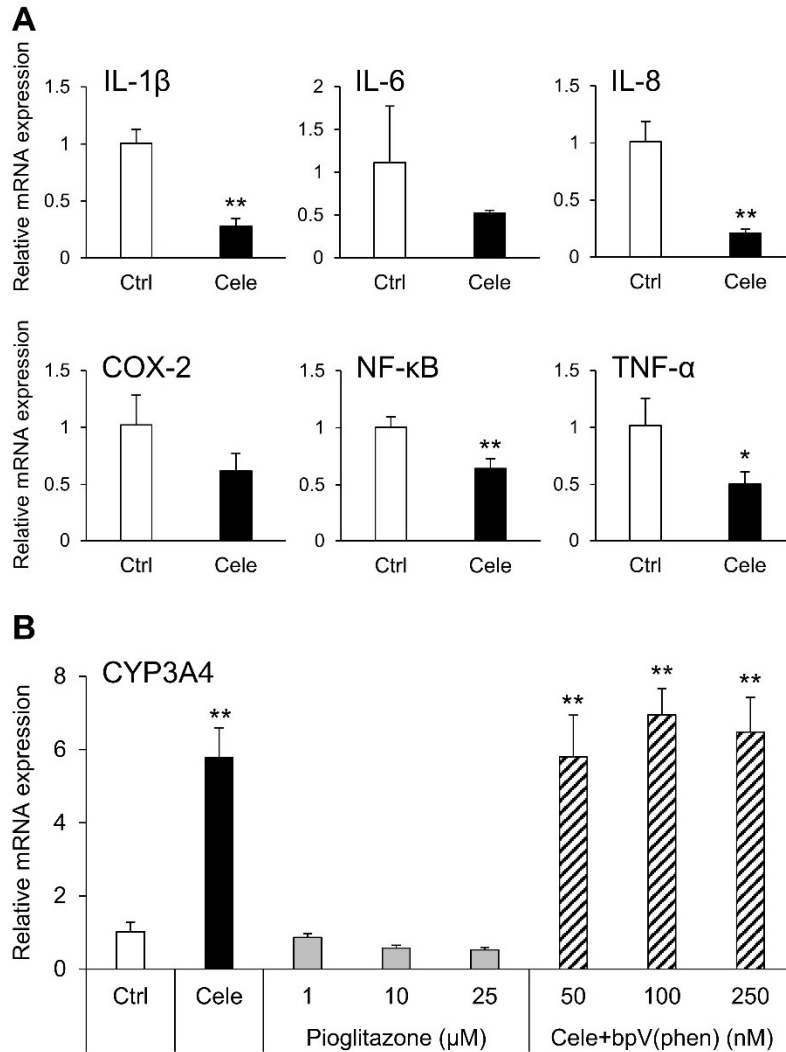 A
IL-1β
IL-6
IL-8
Relative mRNA expression
1.5
1
0.5
0
Ctrl
Cele
**
2
1.5
1
0.5
0
Ctrl
Cele
1.5
1
0.5
0
Ctrl
Cele
**
COX-2
NF-κB
TNF-α
Relative mRNA expression
1.5
1
0.5
0
Ctrl
Cele
1.5
1
0.5
0
Ctrl
Cele
**
1.5
1
0.5
0
Ctrl
Cele
*
B
CYP3A4
Relative mRNA expression
8
6
4
2
0
**
**
**
**
Ctrl
Cele
1
10
25
50
100
250
Pioglitazone (μM)
Cele+bpV(phen) (nM)